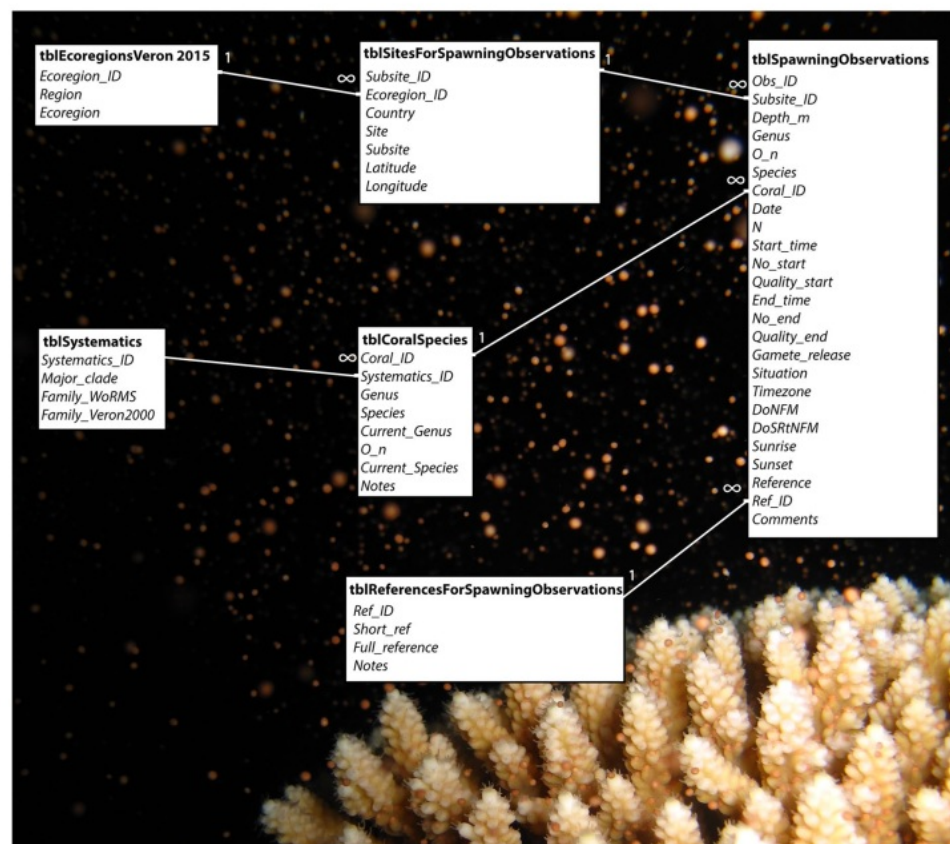 tblEcoregionsVeron 2015
Ecoregion_ID
Region
Ecoregion
1
∞
tblSitesForSpawningObservations
Subsite_ID
Ecoregion_ID
Country
Site
Subsite
Latitude
Longitude
1
∞
tblSpawningObservations
Obs_ID
Subsite_ID
Depth_m
Genus
O_n
Species
Coral_ID
Date
N
Start_time
No_start
Quality_start
End_time
No_end
Quality_end
Gamete_release
Situation
Timezone
DoNFM
DoSRtNFM
Sunrise
Sunset
Reference
Ref_ID
Comments
∞
∞
tblSystematics
Systematics_ID
Major_clade
Family_WoRMS
Family_Veron2000
∞
tblCoralSpecies
Coral_ID
Systematics_ID
Genus
Species
Current_Genus
O_n
Current_Species
Notes
1
tblReferencesForSpawningObservations
Ref_ID
Short_ref
Full_reference
Notes
1